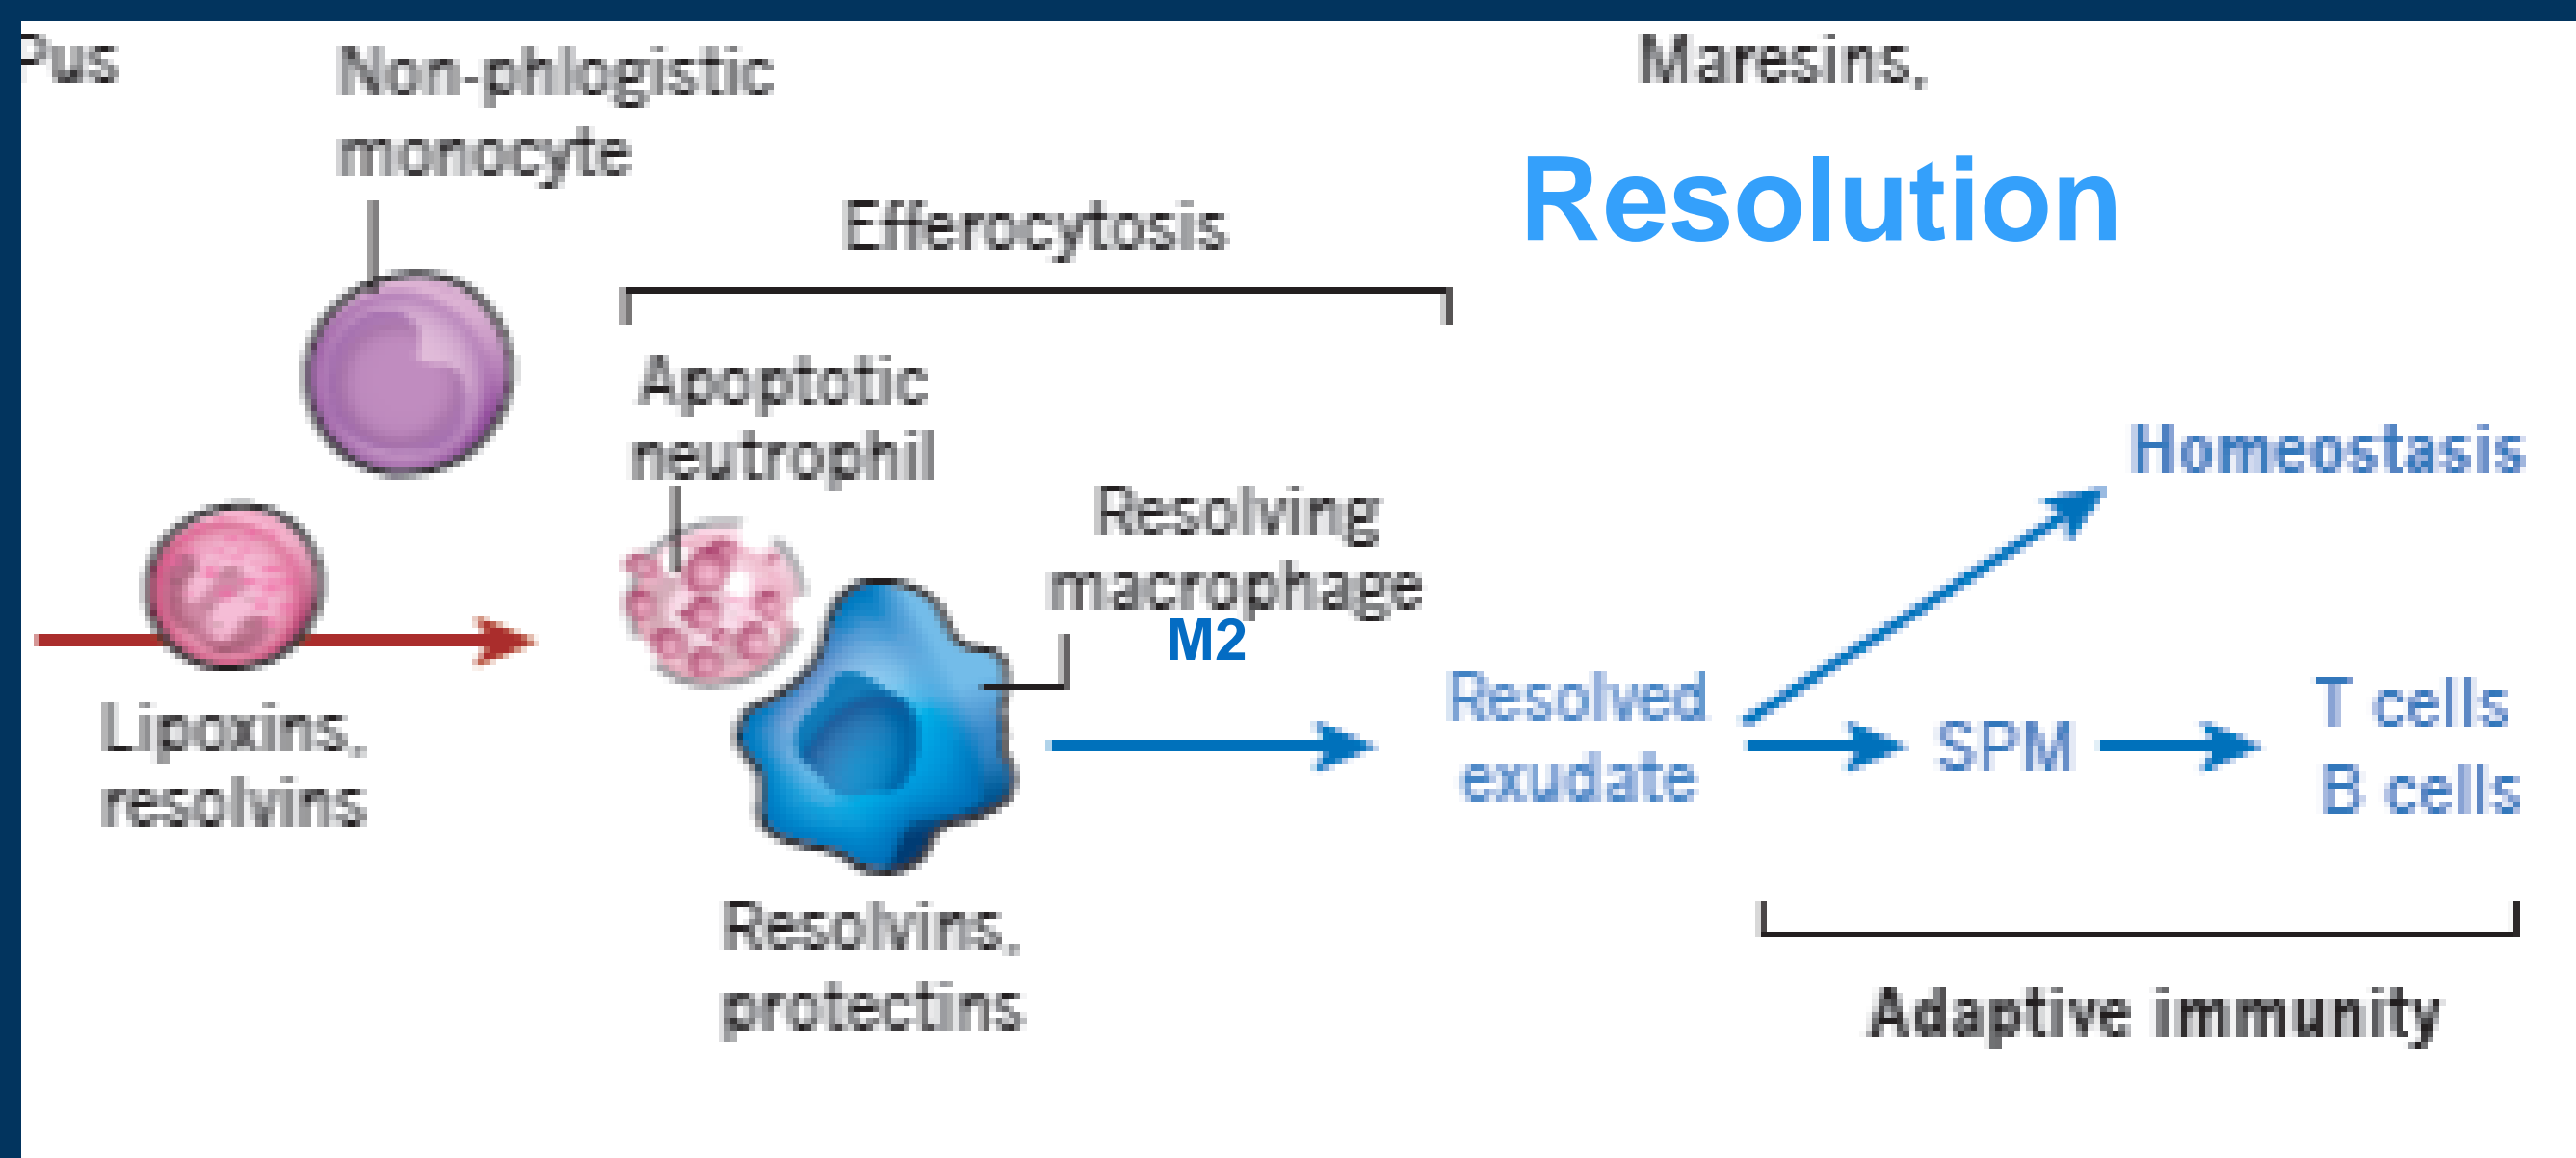 Pus
Non-phlogistic
monocyte
Maresins,
Resolution
Efferocytosis
Apoptotic
neutrophil
Resolving
macrophage
M2
Homeostasis
Lipoxins,
resolvins
Resolved
exudate
SPM
T cells
B cells
Resolvins,
protectins
Adaptive immunity